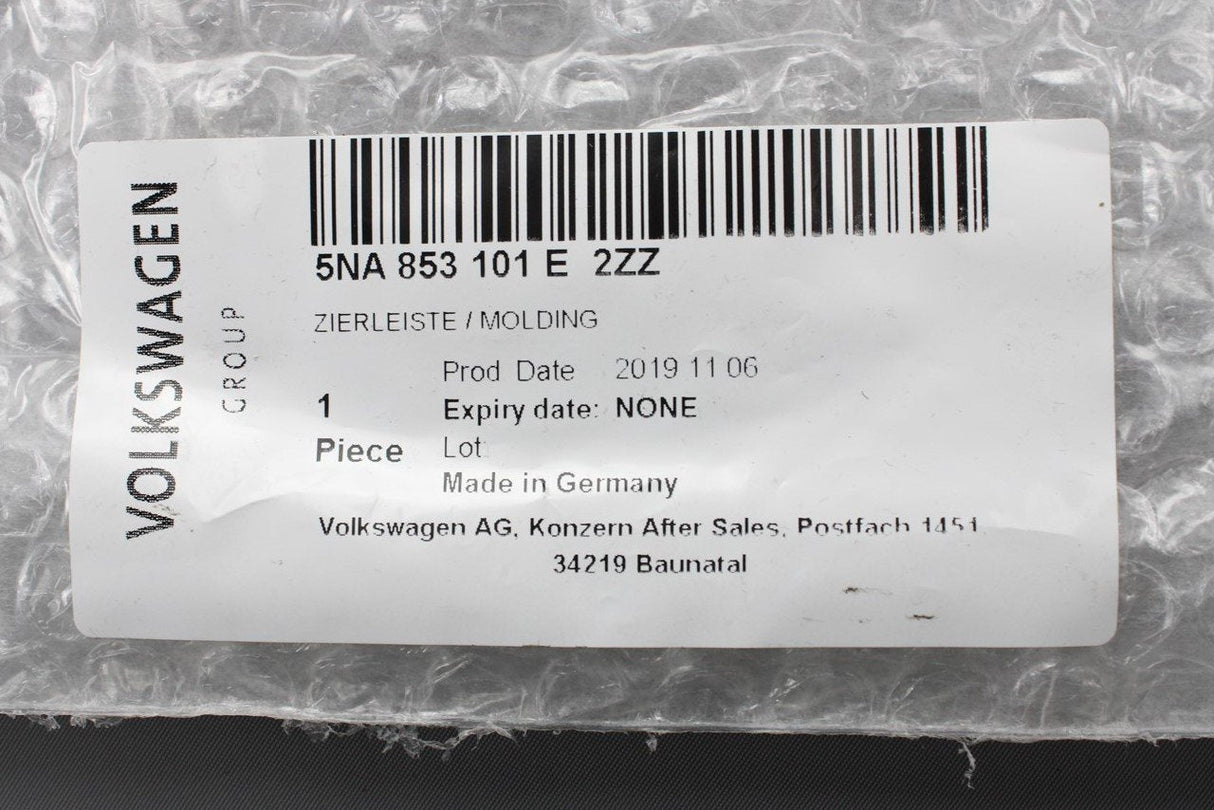 VOLKSWAGEN
GROUP
5NA 853 101 E 2ZZ
ZIERLEISTE / MOLDING
Prod Date 2019 11 06
1 Expiry date: NONE
Piece Lot
Made in Germany
Volkswagen AG, Konzern After Sales, Postfach 1451
34219 Baunatal